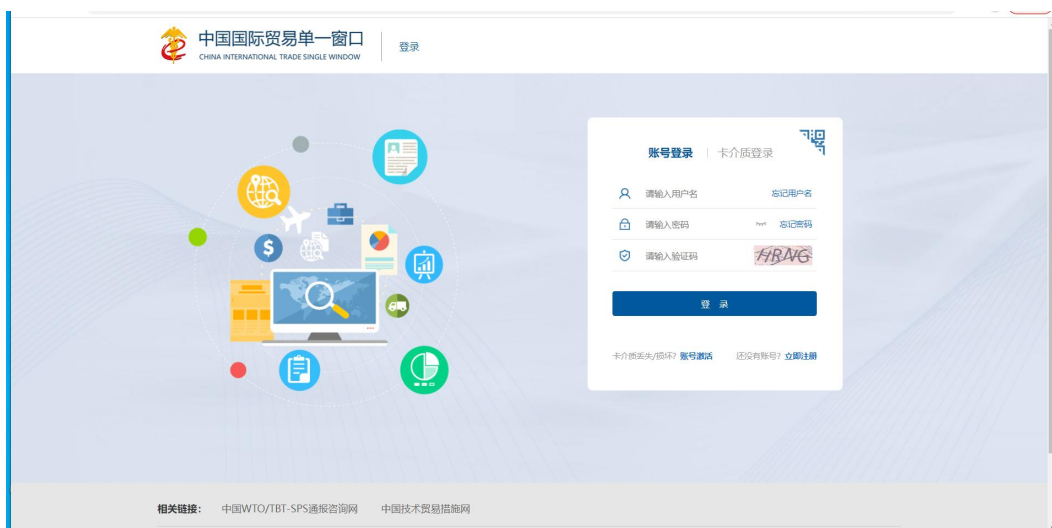 中国国际贸易单一窗口
CHINA INTERNATIONAL TRADE SINGLE WINDOW
登录
账号登录
卡介质登录
请输入用户名 忘记用户名
请输入密码 忘记密码
请输入验证码 HRNG
登 录
卡介质丢失/损坏? 账号激活 还没有账号? 立即注册
相关链接: 中国WTO/TBT-SPS通报咨询网 中国技术贸易措施网